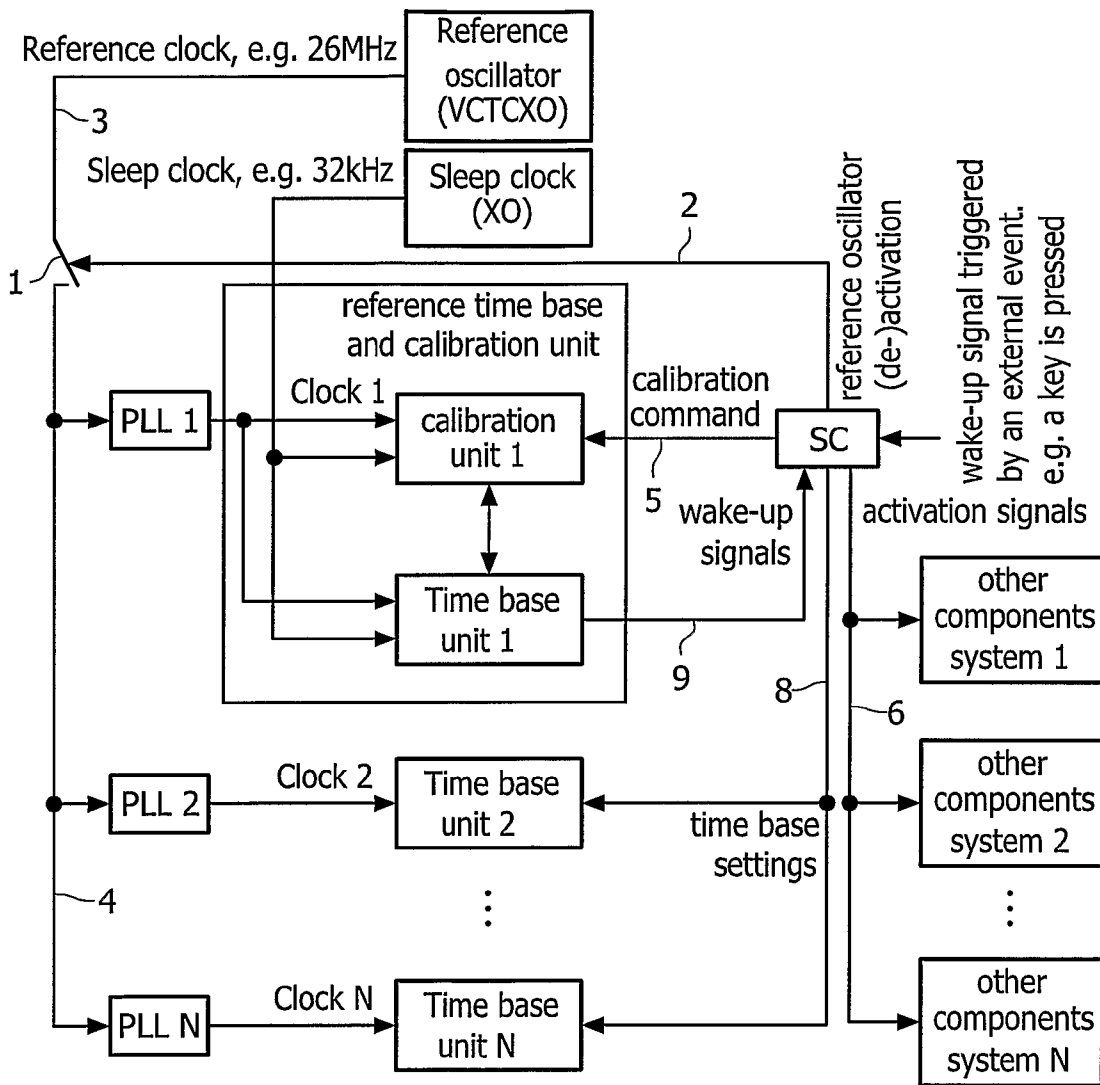 Reference clock, e.g. 26MHz
Reference
oscillator
(VCTCXO)
3
Sleep clock, e.g. 32kHz
Sleep clock
(XO)
2
1
reference oscillator
(de-)activation
wake-up signal triggered
by an external event.
e.g. a key is pressed
reference time base
and calibration unit
PLL 1
Clock 1
calibration
unit 1
calibration
command
5
SC
wake-up
signals
activation signals
Time base
unit 1
9
8
6
other
components
system 1
PLL 2
Clock 2
Time base
unit 2
time base
settings
other
components
system 2
4
⋮
⋮
PLL N
Clock N
Time base
unit N
other
components
system N